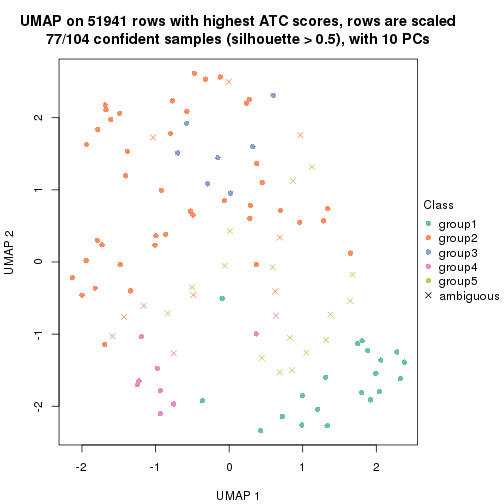 UMAP on 51941 rows with highest ATC scores, rows are scaled
77/104 confident samples (silhouette > 0.5), with 10 PCs
2
1
0
-1
-2
UMAP 2
-2
-1
0
1
2
UMAP 1
Class
group1
group2
group3
group4
group5
ambiguous